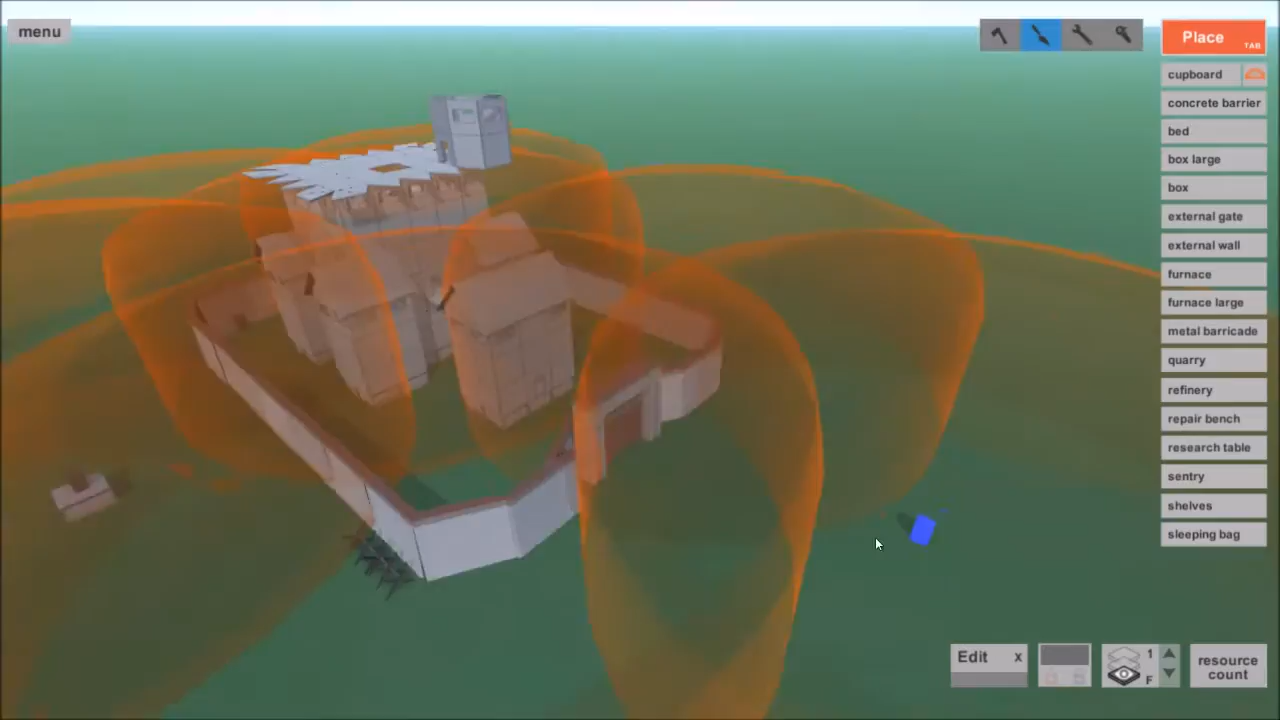 menu
Place
TAB
cupboard
concrete barrier
bed
box large
box
external gate
external wall
furnace
furnace large
metal barricade
quarry
refinery
repair bench
research table
sentry
shelves
sleeping bag
Edit x
1
F
resource
count